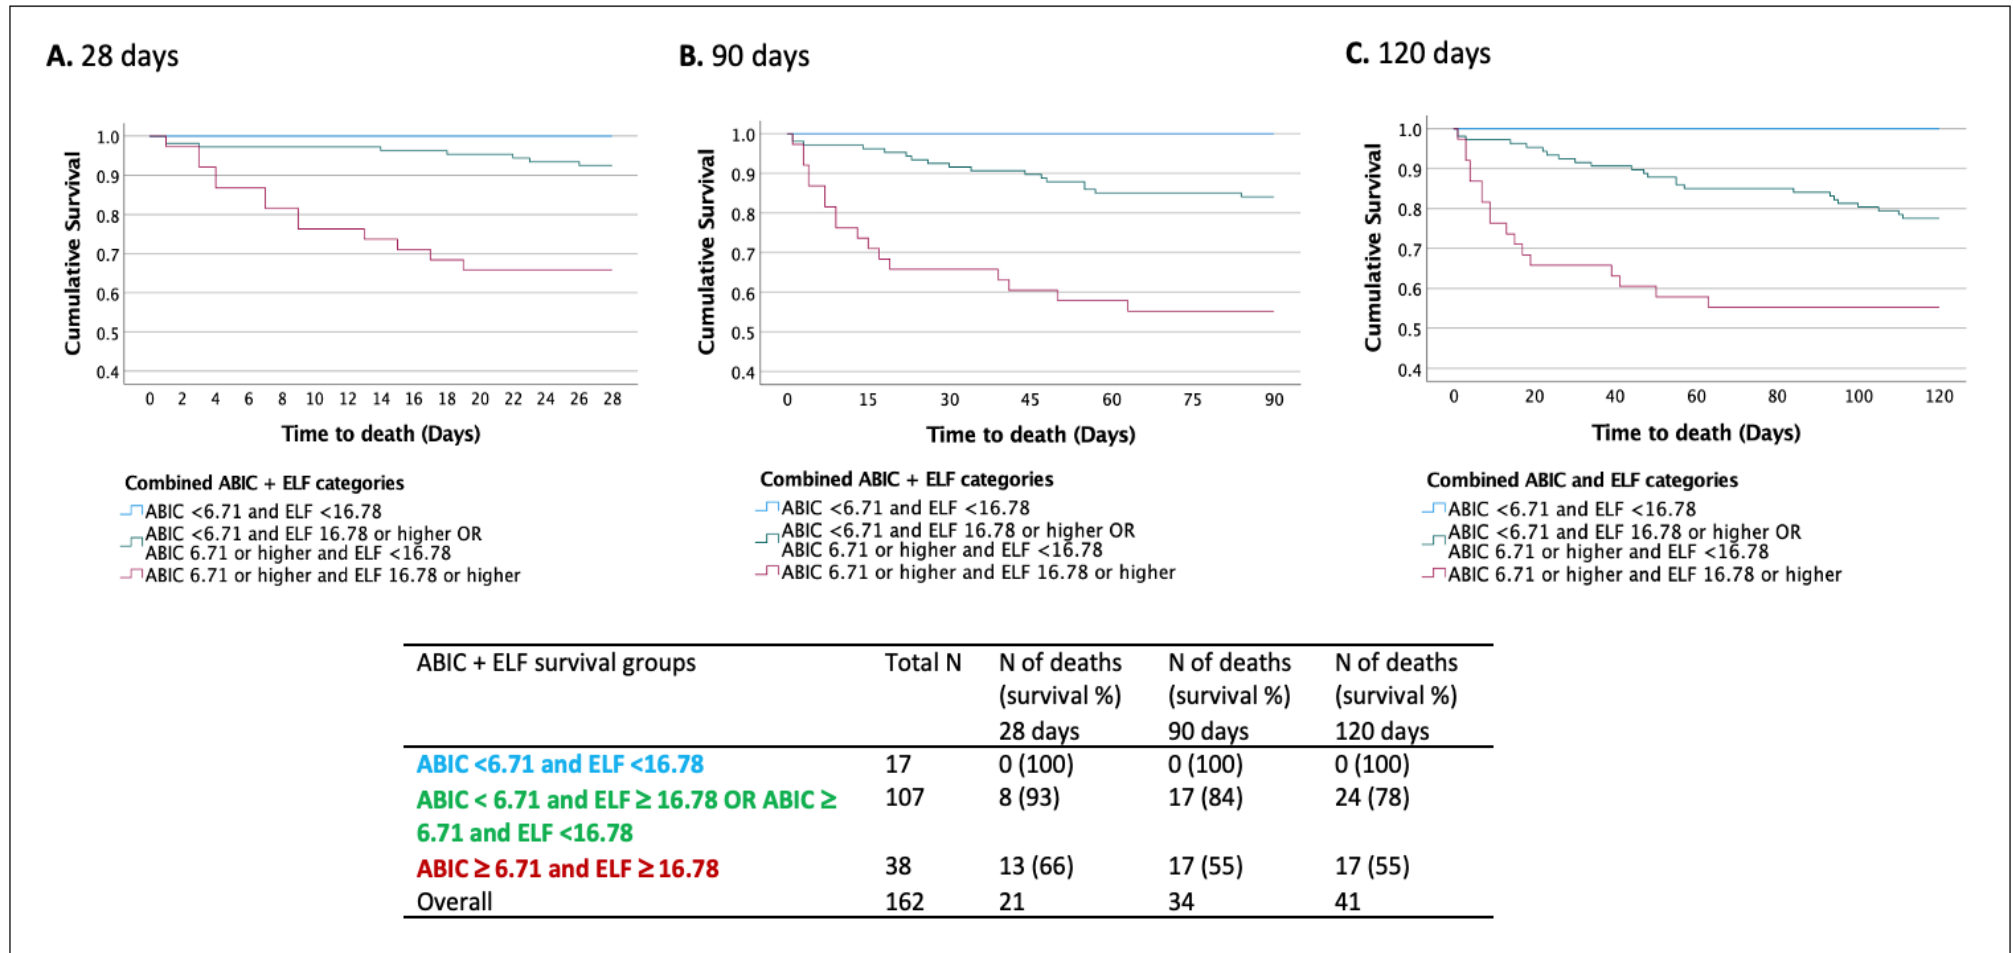 A. 28 days
1.0
0.9
0.8
0.7
0.6
0.5
0.4
Cumulative Survival
0 2 4 6 8 10 12 14 16 18 20 22 24 26 28
Time to death (Days)
Combined ABIC + ELF categories
ABIC <6.71 and ELF <16.78
ABIC <6.71 and ELF 16.78 or higher OR
ABIC 6.71 or higher and ELF <16.78
ABIC 6.71 or higher and ELF 16.78 or higher
B. 90 days
1.0
0.9
0.8
0.7
0.6
0.5
0.4
Cumulative Survival
0 15 30 45 60 75 90
Time to death (Days)
Combined ABIC + ELF categories
ABIC <6.71 and ELF <16.78
ABIC <6.71 and ELF 16.78 or higher OR
ABIC 6.71 or higher and ELF <16.78
ABIC 6.71 or higher and ELF 16.78 or higher
C. 120 days
1.0
0.9
0.8
0.7
0.6
0.5
0.4
Cumulative Survival
0 20 40 60 80 100 120
Time to death (Days)
Combined ABIC and ELF categories
ABIC <6.71 and ELF <16.78
ABIC <6.71 and ELF 16.78 or higher OR
ABIC 6.71 or higher and ELF <16.78
ABIC 6.71 or higher and ELF 16.78 or higher
ABIC + ELF survival groups Total N N of deaths N of deaths N of deaths
(survival %) (survival %) (survival %)
28 days 90 days 120 days
ABIC <6.71 and ELF <16.78 17 0 (100) 0 (100) 0 (100)
ABIC < 6.71 and ELF ≥ 16.78 OR ABIC ≥ 107 8 (93) 17 (84) 24 (78)
6.71 and ELF <16.78
ABIC ≥ 6.71 and ELF ≥ 16.78 38 13 (66) 17 (55) 17 (55)
Overall 162 21 34 41